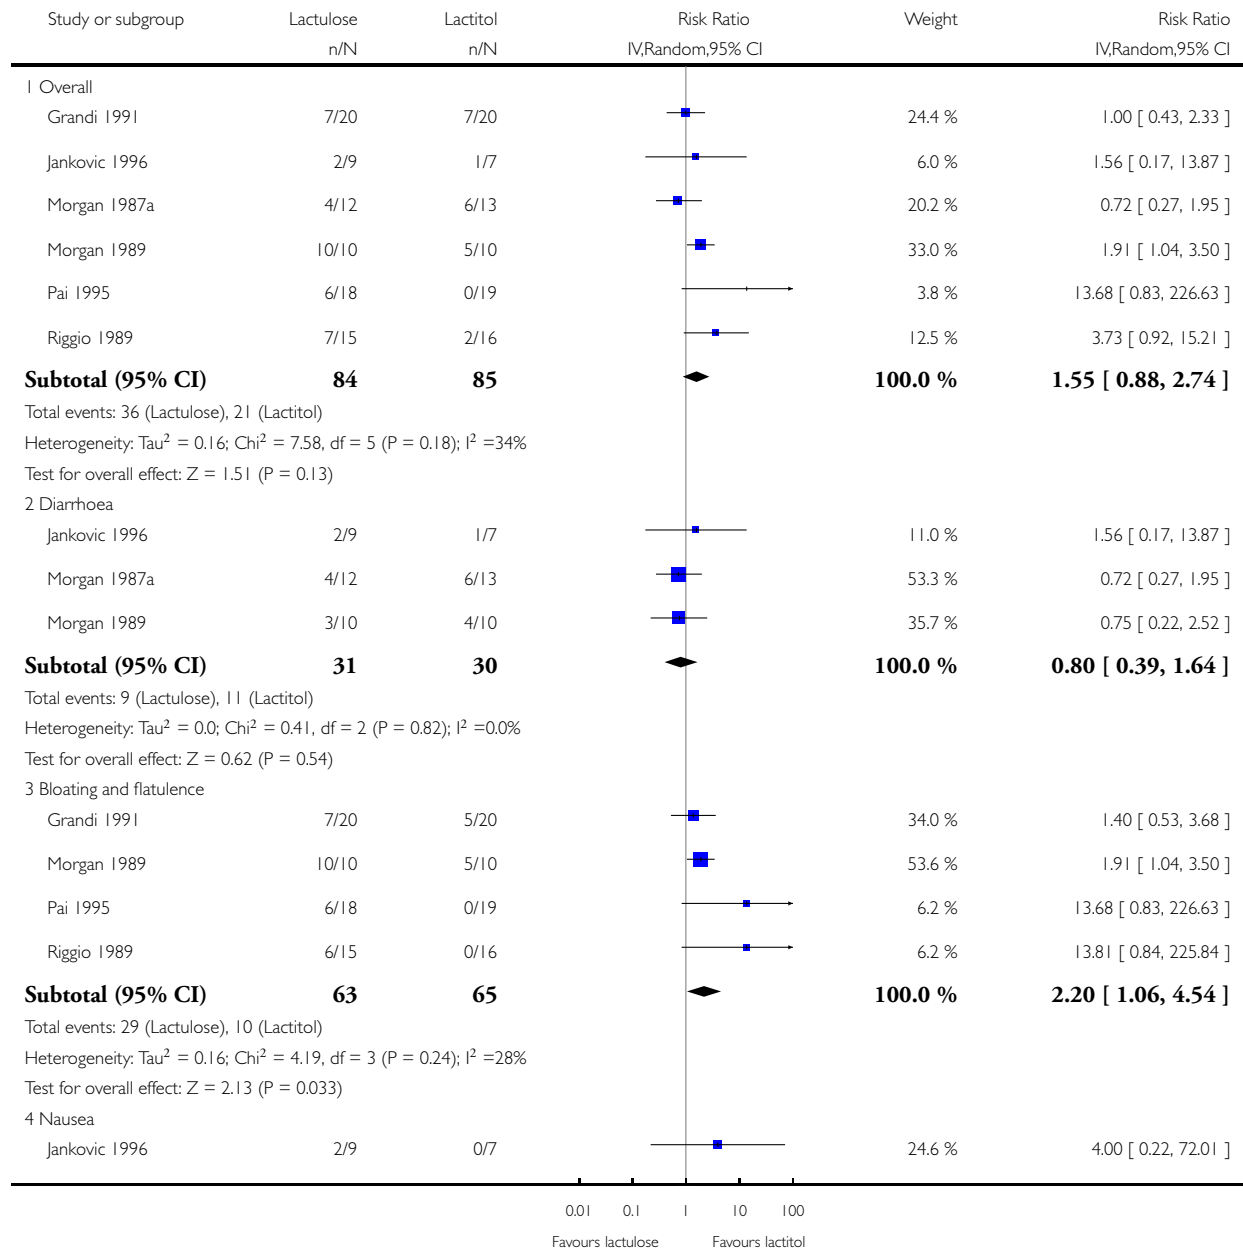 Study or subgroup Lactulose Lactitol Risk Ratio Weight Risk Ratio
n/N n/N IV,Random,95% CI IV,Random,95% CI
1 Overall
Grandi 1991 7/20 7/20 24.4 % 1.00 [ 0.43, 2.33 ]
Jankovic 1996 2/9 1/7 6.0 % 1.56 [ 0.17, 13.87 ]
Morgan 1987a 4/12 6/13 20.2 % 0.72 [ 0.27, 1.95 ]
Morgan 1989 10/10 5/10 33.0 % 1.91 [ 1.04, 3.50 ]
Pai 1995 6/18 0/19 3.8 % 13.68 [ 0.83, 226.63 ]
Riggio 1989 7/15 2/16 12.5 % 3.73 [ 0.92, 15.21 ]
Subtotal (95% CI) 84 85 100.0 % 1.55 [ 0.88, 2.74 ]
Total events: 36 (Lactulose), 21 (Lactitol)
Heterogeneity: Tau² = 0.16; Chi² = 7.58, df = 5 (P = 0.18); I² =34%
Test for overall effect: Z = 1.51 (P = 0.13)
2 Diarrhoea
Jankovic 1996 2/9 1/7 11.0 % 1.56 [ 0.17, 13.87 ]
Morgan 1987a 4/12 6/13 53.3 % 0.72 [ 0.27, 1.95 ]
Morgan 1989 3/10 4/10 35.7 % 0.75 [ 0.22, 2.52 ]
Subtotal (95% CI) 31 30 100.0 % 0.80 [ 0.39, 1.64 ]
Total events: 9 (Lactulose), 11 (Lactitol)
Heterogeneity: Tau² = 0.0; Chi² = 0.41, df = 2 (P = 0.82); I² =0.0%
Test for overall effect: Z = 0.62 (P = 0.54)
3 Bloating and flatulence
Grandi 1991 7/20 5/20 34.0 % 1.40 [ 0.53, 3.68 ]
Morgan 1989 10/10 5/10 53.6 % 1.91 [ 1.04, 3.50 ]
Pai 1995 6/18 0/19 6.2 % 13.68 [ 0.83, 226.63 ]
Riggio 1989 6/15 0/16 6.2 % 13.81 [ 0.84, 225.84 ]
Subtotal (95% CI) 63 65 100.0 % 2.20 [ 1.06, 4.54 ]
Total events: 29 (Lactulose), 10 (Lactitol)
Heterogeneity: Tau² = 0.16; Chi² = 4.19, df = 3 (P = 0.24); I² =28%
Test for overall effect: Z = 2.13 (P = 0.033)
4 Nausea
Jankovic 1996 2/9 0/7 24.6 % 4.00 [ 0.22, 72.01 ]
0.01 0.1 1 10 100
Favours lactulose Favours lactitol